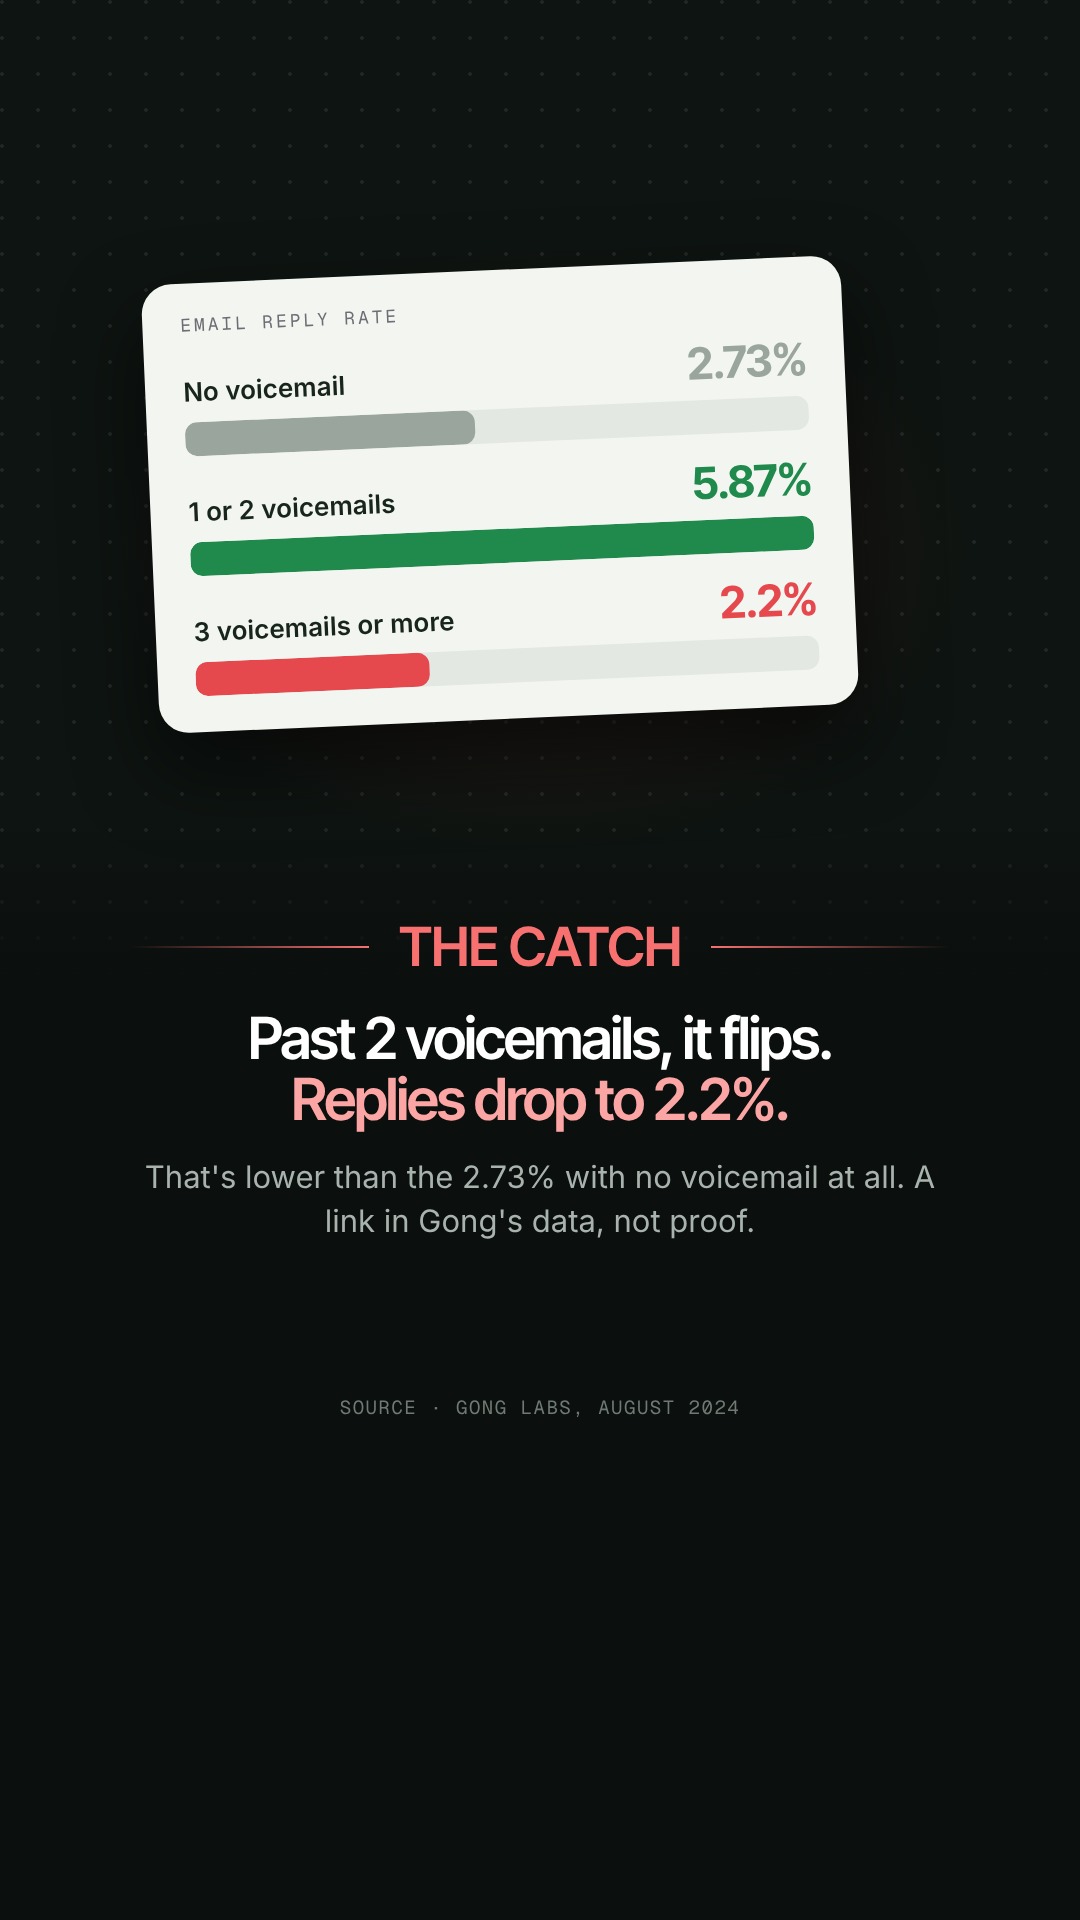 EMAIL REPLY RATE
No voicemail
2.73%
1 or 2 voicemails
5.87%
3 voicemails or more
2.2%
THE CATCH
Past 2 voicemails, it flips.
Replies drop to 2.2%.
That's lower than the 2.73% with no voicemail at all. A
link in Gong's data, not proof.
SOURCE · GONG LABS, AUGUST 2024